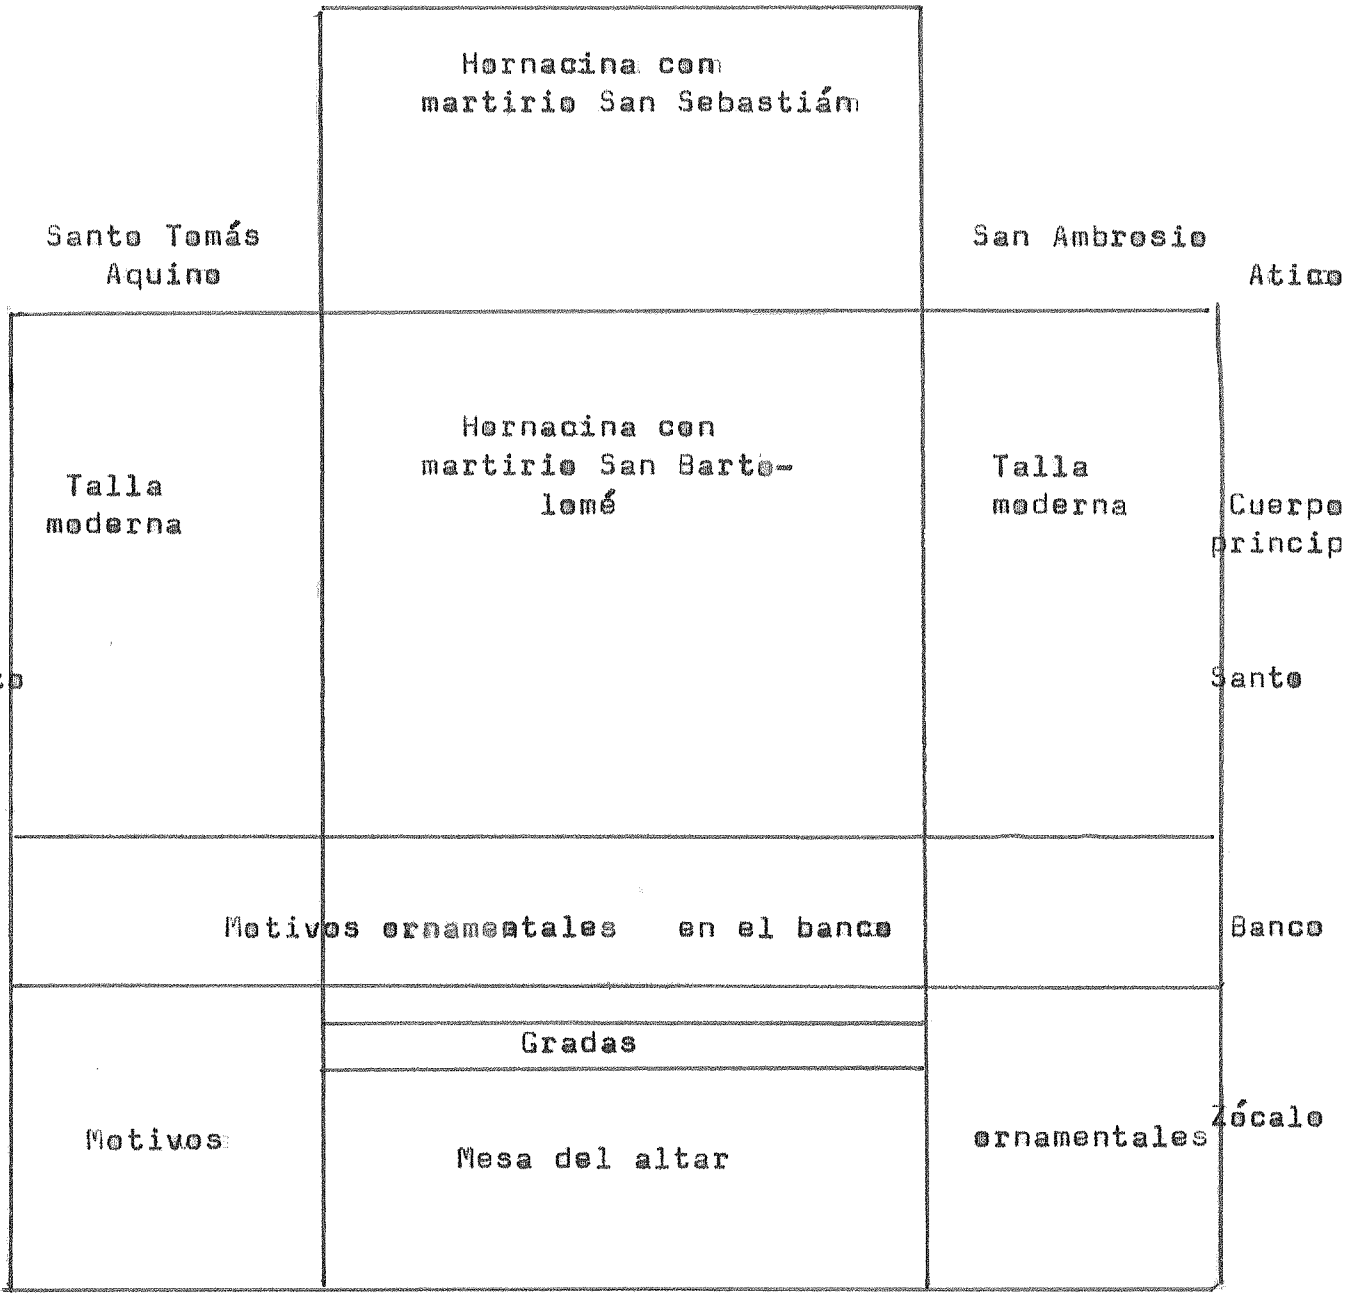 Hornacina con
martirio San Sebastián
Santo Tomás
Aquino
San Ambrosio
Atico
Hornacina con
martirio San Barto-
lomé
Talla
moderna
Talla
moderna
Cuerpo
princip
Santo
Motivos ornamentales en el banco
Banco
Gradas
Motivos
Mesa del altar
ornamentales
Zócalo